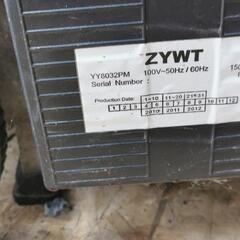 ZYWT
YY8032PM 100V~50Hz/60Hz 150
Serial Number :
Production Date: 1≤10 11~20 21≤31
1 2 3 4 5 6 7 8 9 10 11 12
2010 2011 2012